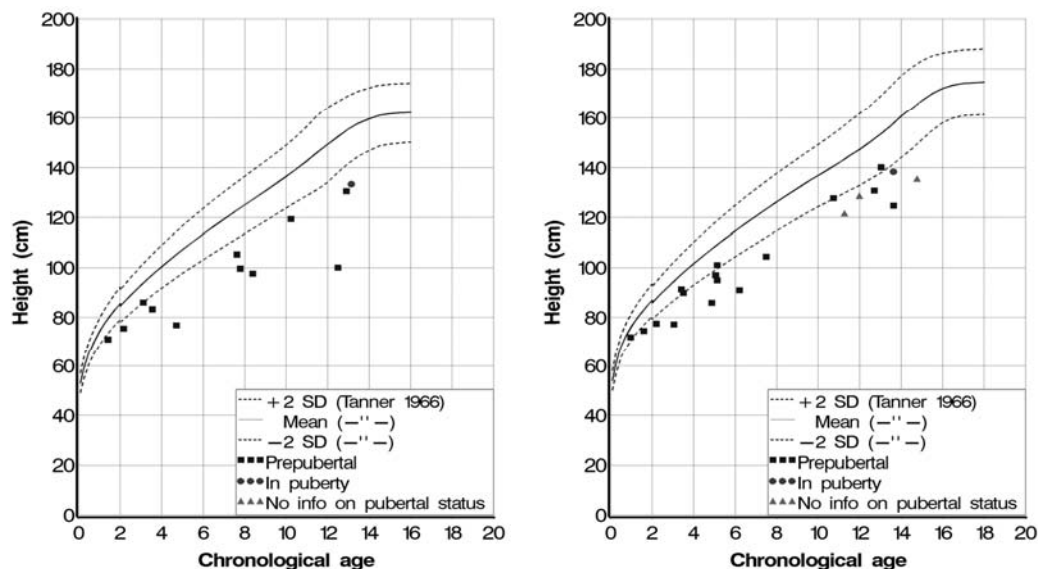 200
180
160
140
120
100
80
60
40
20
0
Height (cm)
+2 SD (Tanner 1966)
Mean (—"—)
−2 SD (—"—)
Prepubertal
In puberty
No info on pubertal status
0 2 4 6 8 10 12 14 16 18 20
Chronological age
200
180
160
140
120
100
80
60
40
20
0
Height (cm)
+2 SD (Tanner 1966)
Mean (—"—)
−2 SD (—"—)
Prepubertal
In puberty
No info on pubertal status
0 2 4 6 8 10 12 14 16 18 20
Chronological age